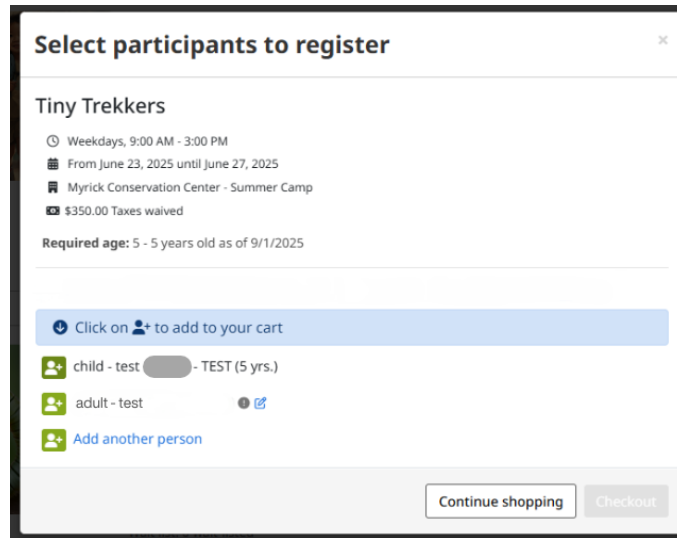 Select participants to register
×
Tiny Trekkers
Weekdays, 9:00 AM - 3:00 PM
From June 23, 2025 until June 27, 2025
Myrick Conservation Center - Summer Camp
$350.00 Taxes waived
Required age: 5 - 5 years old as of 9/1/2025
Click on to add to your cart
child - test - TEST (5 yrs.)
adult - test
Add another person
Continue shopping Checkout